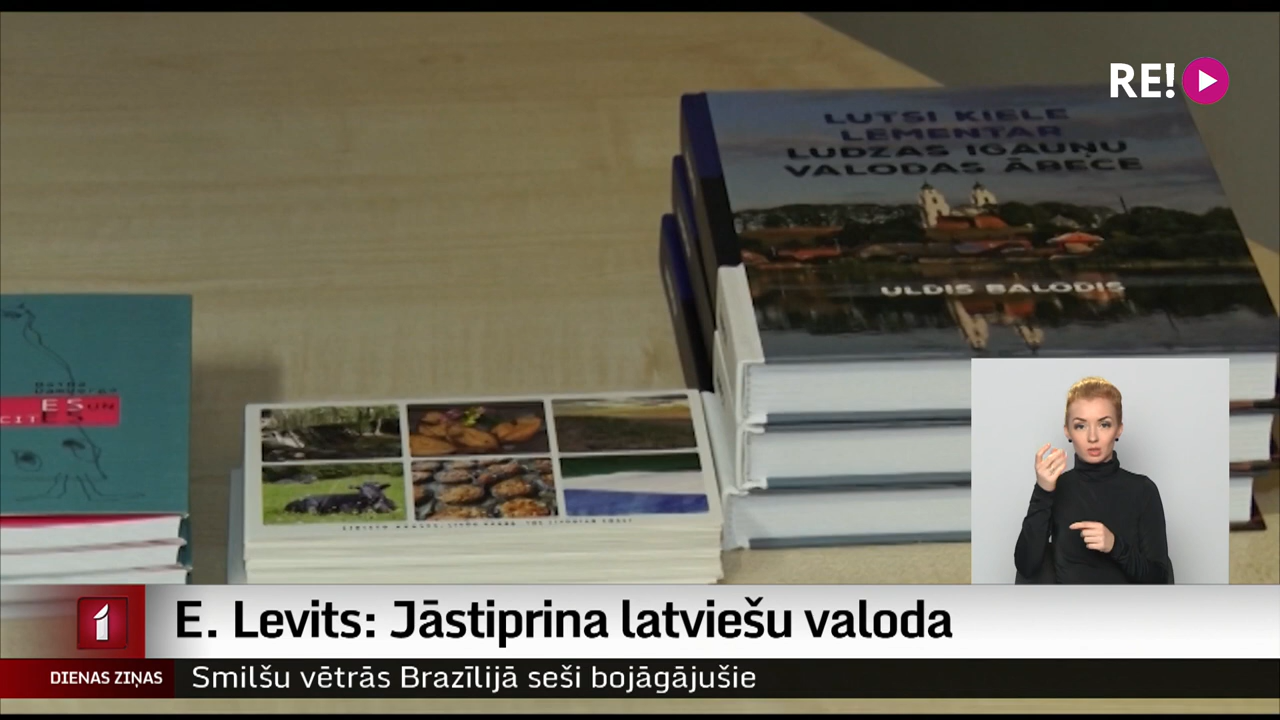 RE!
LUTSI KIELE
LEMENTAR
LUDZAS IGAUŅU
VALODAS ĀBECE
ULDIS BALODIS
1
E. Levits: Jāstiprina latviešu valoda
DIENAS ZIŅAS
Smilšu vētrās Brazīlijā seši bojāgājušie